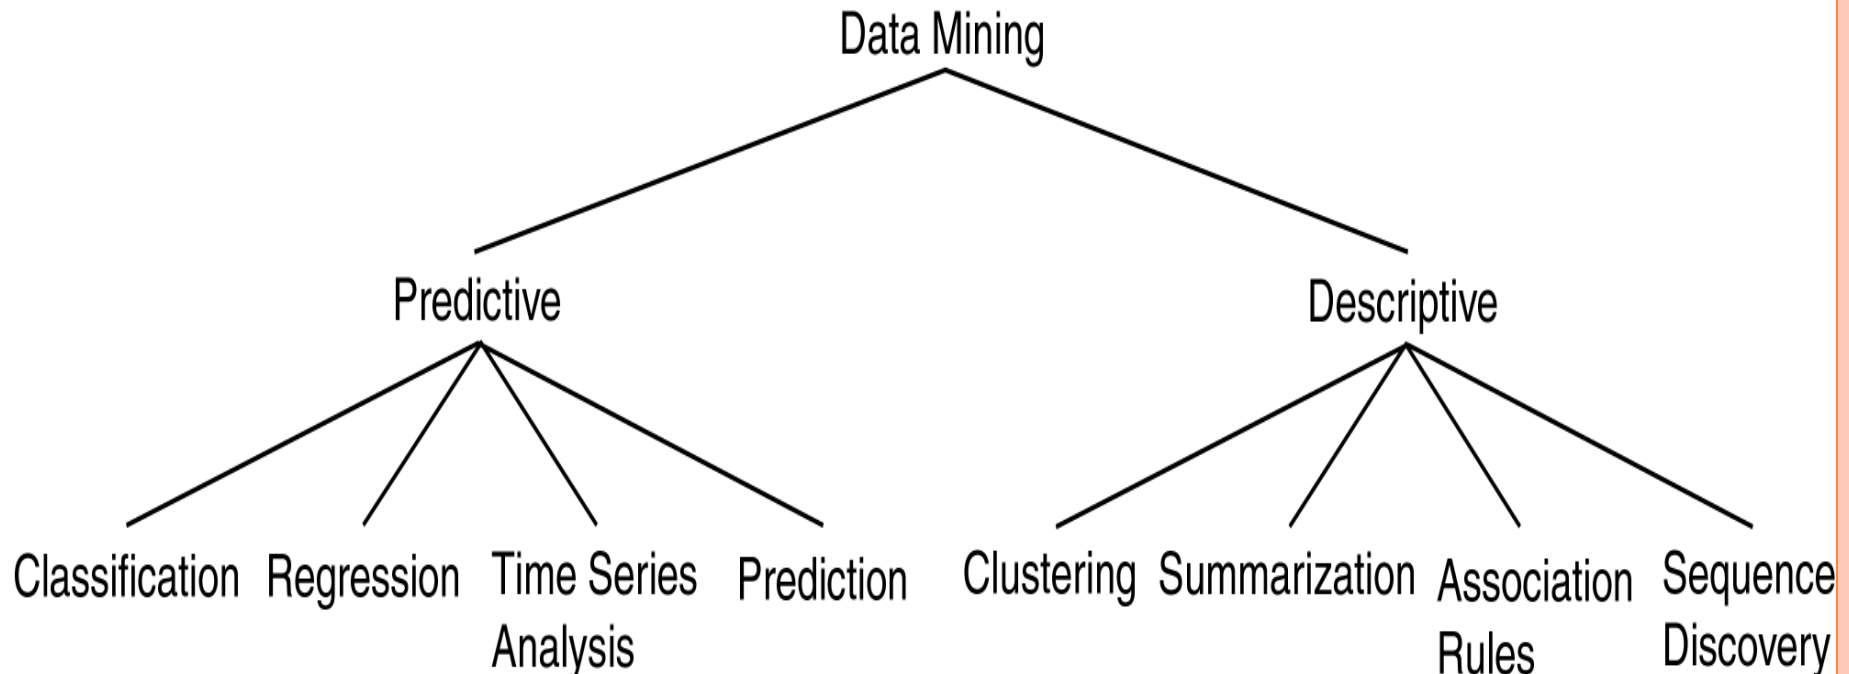 Data Mining
Predictive
Descriptive
Classification
Regression
Time Series
Analysis
Prediction
Clustering
Summarization
Association
Rules
Sequence
Discovery